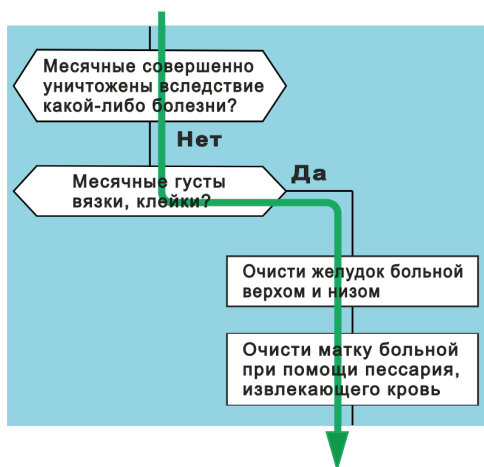 Месячные совершенно
уничтожены вследствие
какой-либо болезни?
Нет
Месячные густы
вязки, клейки?
Да
Очисти желудок больной
верхом и низом
Очисти матку больной
при помощи пессария,
извлекающего кровь